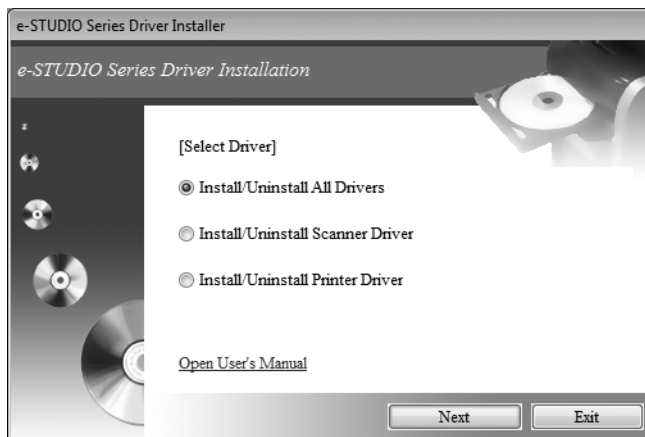 e-STUDIO Series Driver Installer
e-STUDIO Series Driver Installation
[Select Driver]
Install/Uninstall All Drivers
Install/Uninstall Scanner Driver
Install/Uninstall Printer Driver
Open User's Manual
Next
Exit